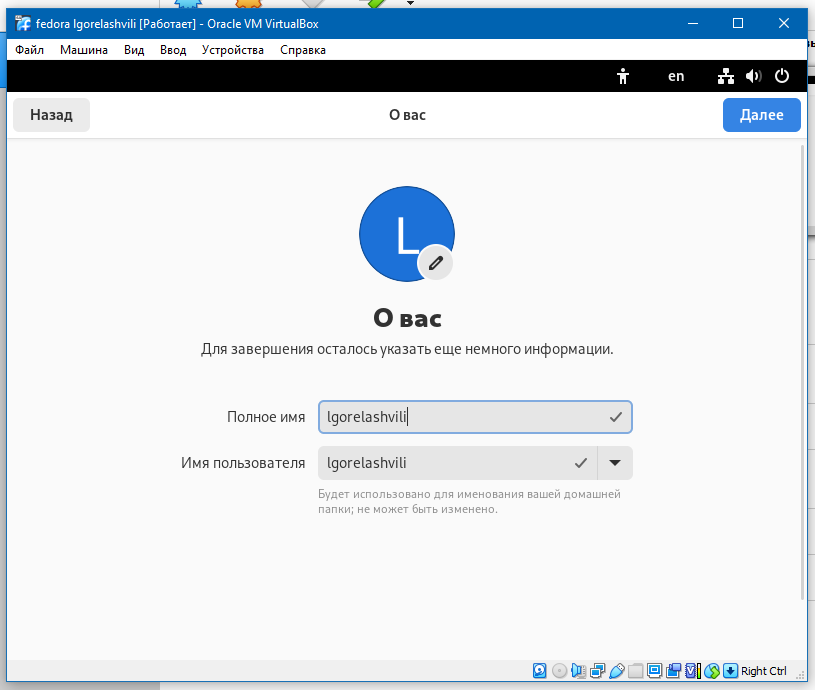 fedora lgorelashvili [Работает] - Oracle VM VirtualBox
Файл Машина Вид Ввод Устройства Справка
en
Назад
О вас
Далее
L
О вас
Для завершения осталось указать еще немного информации.
Полное имя
lgorelashvili
Имя пользователя
lgorelashvili
Будет использовано для именования вашей домашней
папки; не может быть изменено.
Right Ctrl